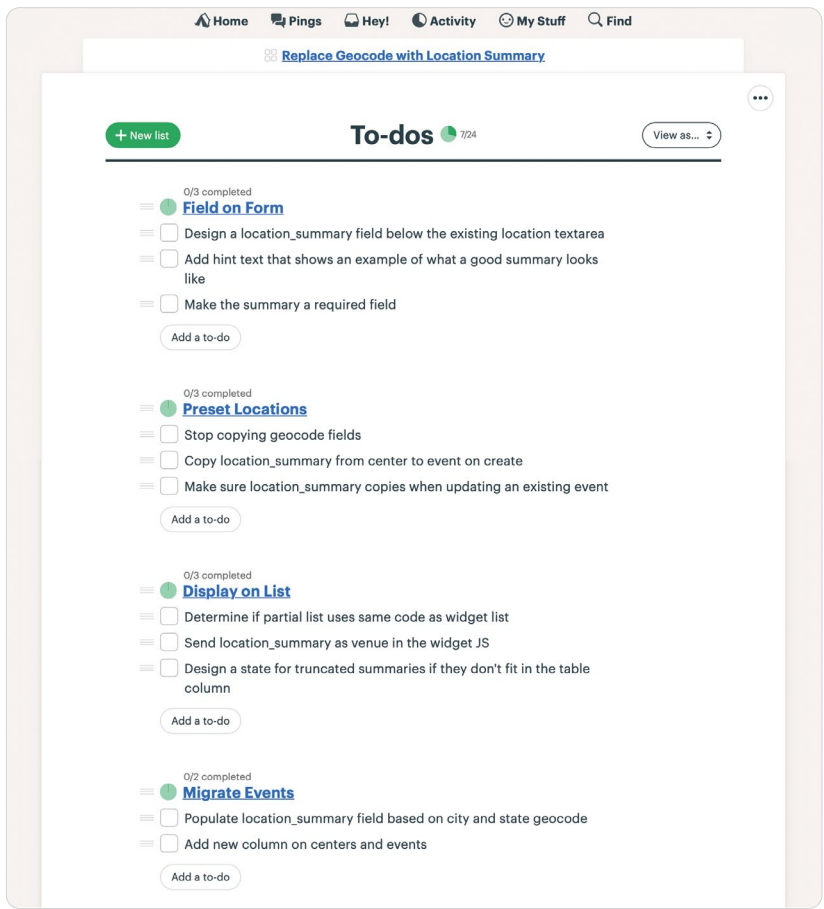 Home Pings Hey! Activity My Stuff Find
Replace Geocode with Location Summary
+ New list
To-dos 7/24
View as...
0/3 completed
Field on Form
Design a location_summary field below the existing location textarea
Add hint text that shows an example of what a good summary looks
like
Make the summary a required field
Add a to-do
0/3 completed
Preset Locations
Stop copying geocode fields
Copy location_summary from center to event on create
Make sure location_summary copies when updating an existing event
Add a to-do
0/3 completed
Display on List
Determine if partial list uses same code as widget list
Send location_summary as venue in the widget JS
Design a state for truncated summaries if they don't fit in the table
column
Add a to-do
0/2 completed
Migrate Events
Populate location_summary field based on city and state geocode
Add new column on centers and events
Add a to-do